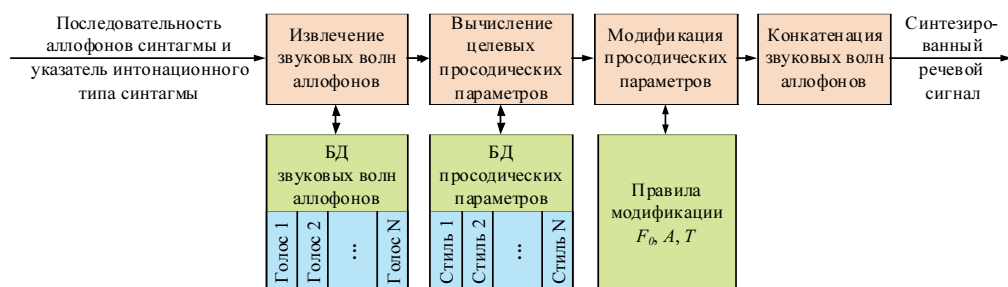 Последовательность
аллофонов синтагмы и
указатель интонационного
типа синтагмы
Извлечение
звуковых волн
аллофонов
Вычисление
целевых
просодических
параметров
Модификация
просодических
параметров
Конкатенация
звуковых волн
аллофонов
Синтезиро-
ванный
речевой
сигнал
БД
звуковых волн
аллофонов
Голос 1
Голос 2
...
Голос N
БД
просодических
параметров
Стиль 1
Стиль 2
...
Стиль N
Правила
модификации
F0, A, T